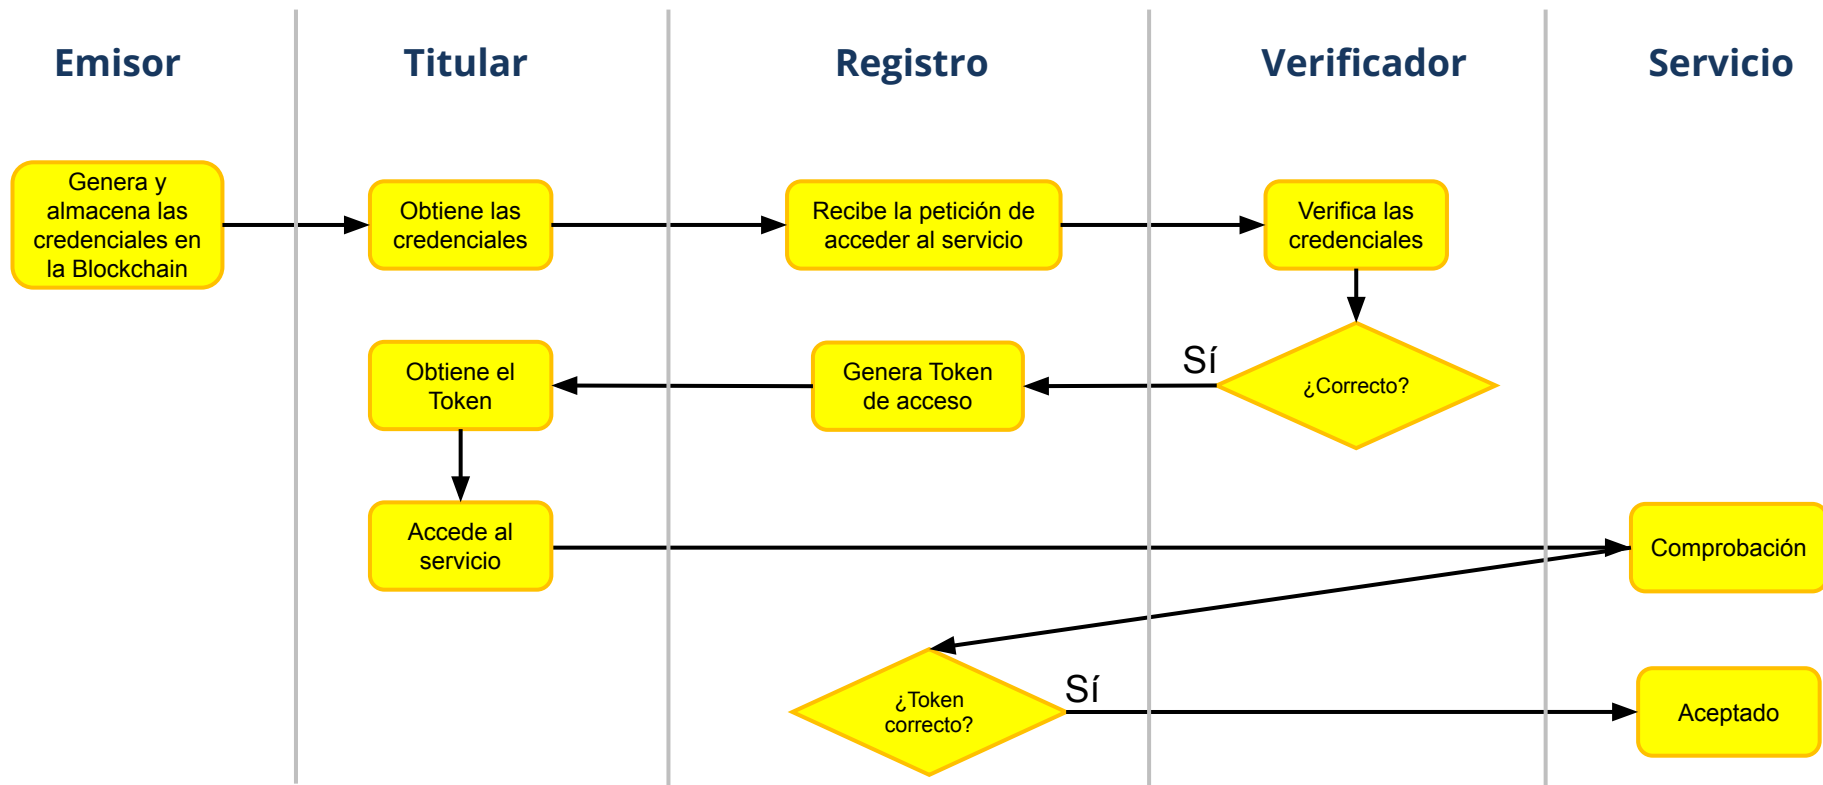 Emisor
Titular
Registro
Verificador
Servicio
Genera y
almacena las
credenciales en
la Blockchain
Obtiene las
credenciales
Recibe la petición de
acceder al servicio
Verifica las
credenciales
Obtiene el
Token
Genera Token
de acceso
Sí
¿Correcto?
Accede al
servicio
Comprobación
¿Token
correcto?
Sí
Aceptado